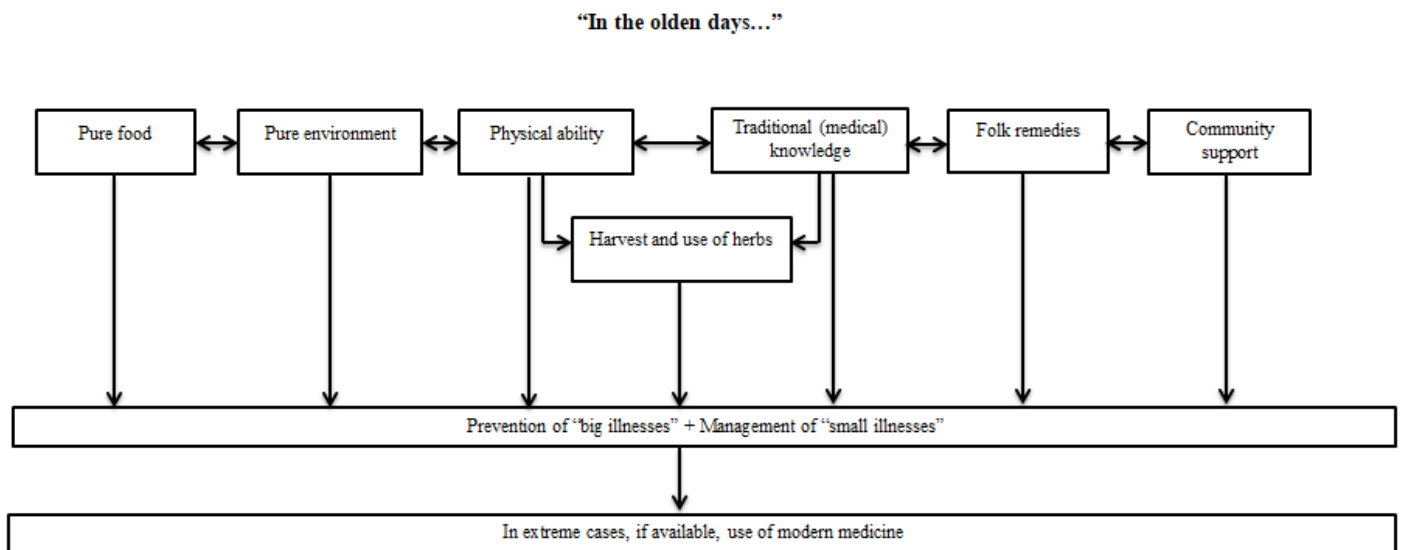 “In the olden days…”
Pure food
Pure environment
Physical ability
Traditional (medical)
knowledge
Folk remedies
Community
support
Harvest and use of herbs
Prevention of “big illnesses” + Management of “small illnesses”
In extreme cases, if available, use of modern medicine